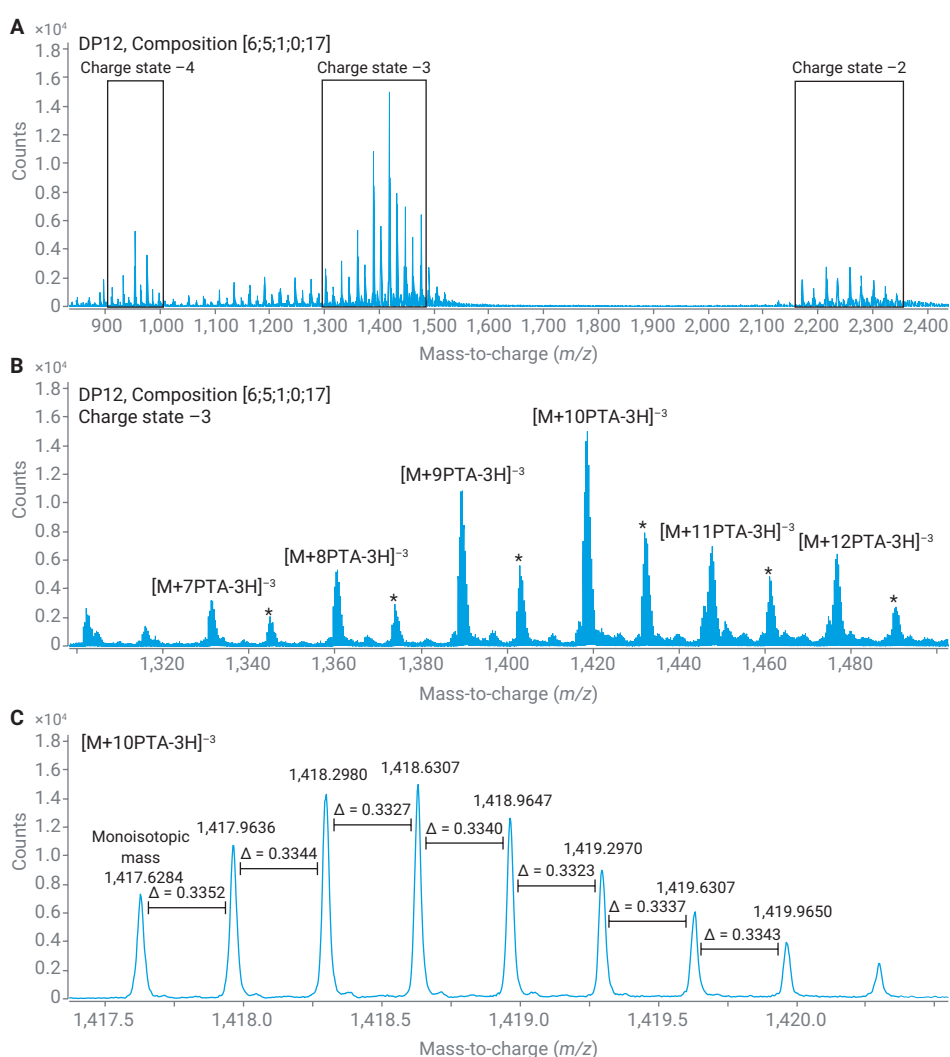 A
×10⁴
DP12, Composition [6;5;1;0;17]
Charge state −4
Charge state −3
Charge state −2
1.8
1.6
1.4
1.2
1.0
0.8
0.6
0.4
0.2
0
Counts
900 1,000 1,100 1,200 1,300 1,400 1,500 1,600 1,700 1,800 1,900 2,000 2,100 2,200 2,300 2,400
Mass-to-charge (m/z)
B
×10⁴
DP12, Composition [6;5;1;0;17]
Charge state −3
[M+10PTA-3H]⁻³
[M+9PTA-3H]⁻³
[M+11PTA-3H]⁻³
[M+12PTA-3H]⁻³
[M+8PTA-3H]⁻³
[M+7PTA-3H]⁻³
* * * * * *
1.8
1.6
1.4
1.2
1.0
0.8
0.6
0.4
0.2
0
Counts
1,320 1,340 1,360 1,380 1,400 1,420 1,440 1,460 1,480
Mass-to-charge (m/z)
C
×10⁴
[M+10PTA-3H]⁻³
1.8
1.6
1.4
1.2
1.0
0.8
0.6
0.4
0.2
0
Counts
Monoisotopic
mass
1,417.6284
1,417.9636
1,418.2980
1,418.6307
1,418.9647
1,419.2970
1,419.6307
1,419.9650
Δ = 0.3352
Δ = 0.3344
Δ = 0.3327
Δ = 0.3340
Δ = 0.3323
Δ = 0.3337
Δ = 0.3343
1,417.5 1,418.0 1,418.5 1,419.0 1,419.5 1,420.0
Mass-to-charge (m/z)